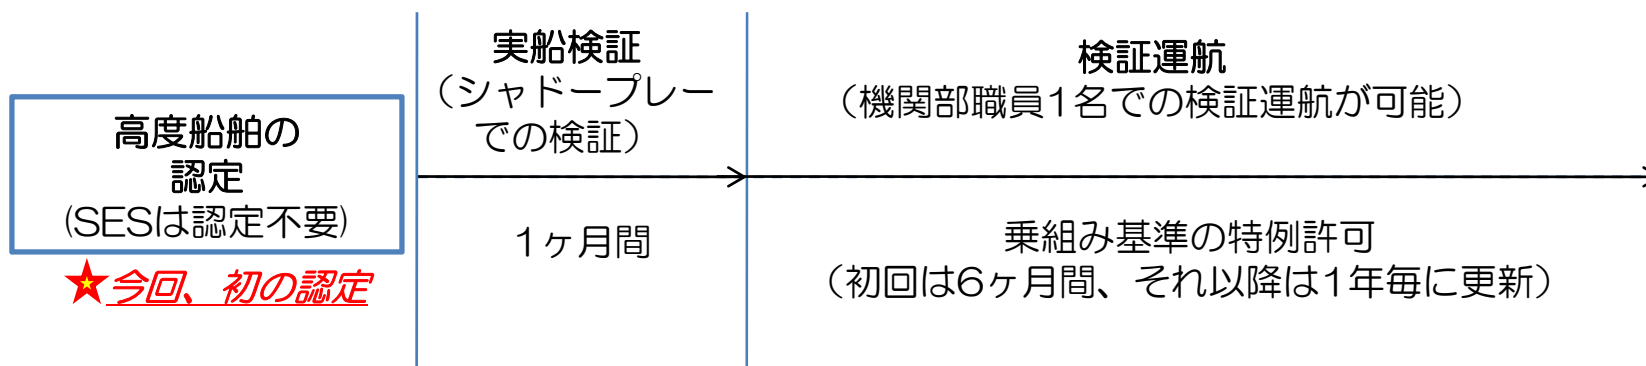 高度船舶の
認定
(SESは認定不要)
★今回、初の認定
実船検証
（シャドープレー
での検証）
1ヶ月間
検証運航
（機関部職員1名での検証運航が可能）
乗組み基準の特例許可
（初回は6ヶ月間、それ以降は1年毎に更新）